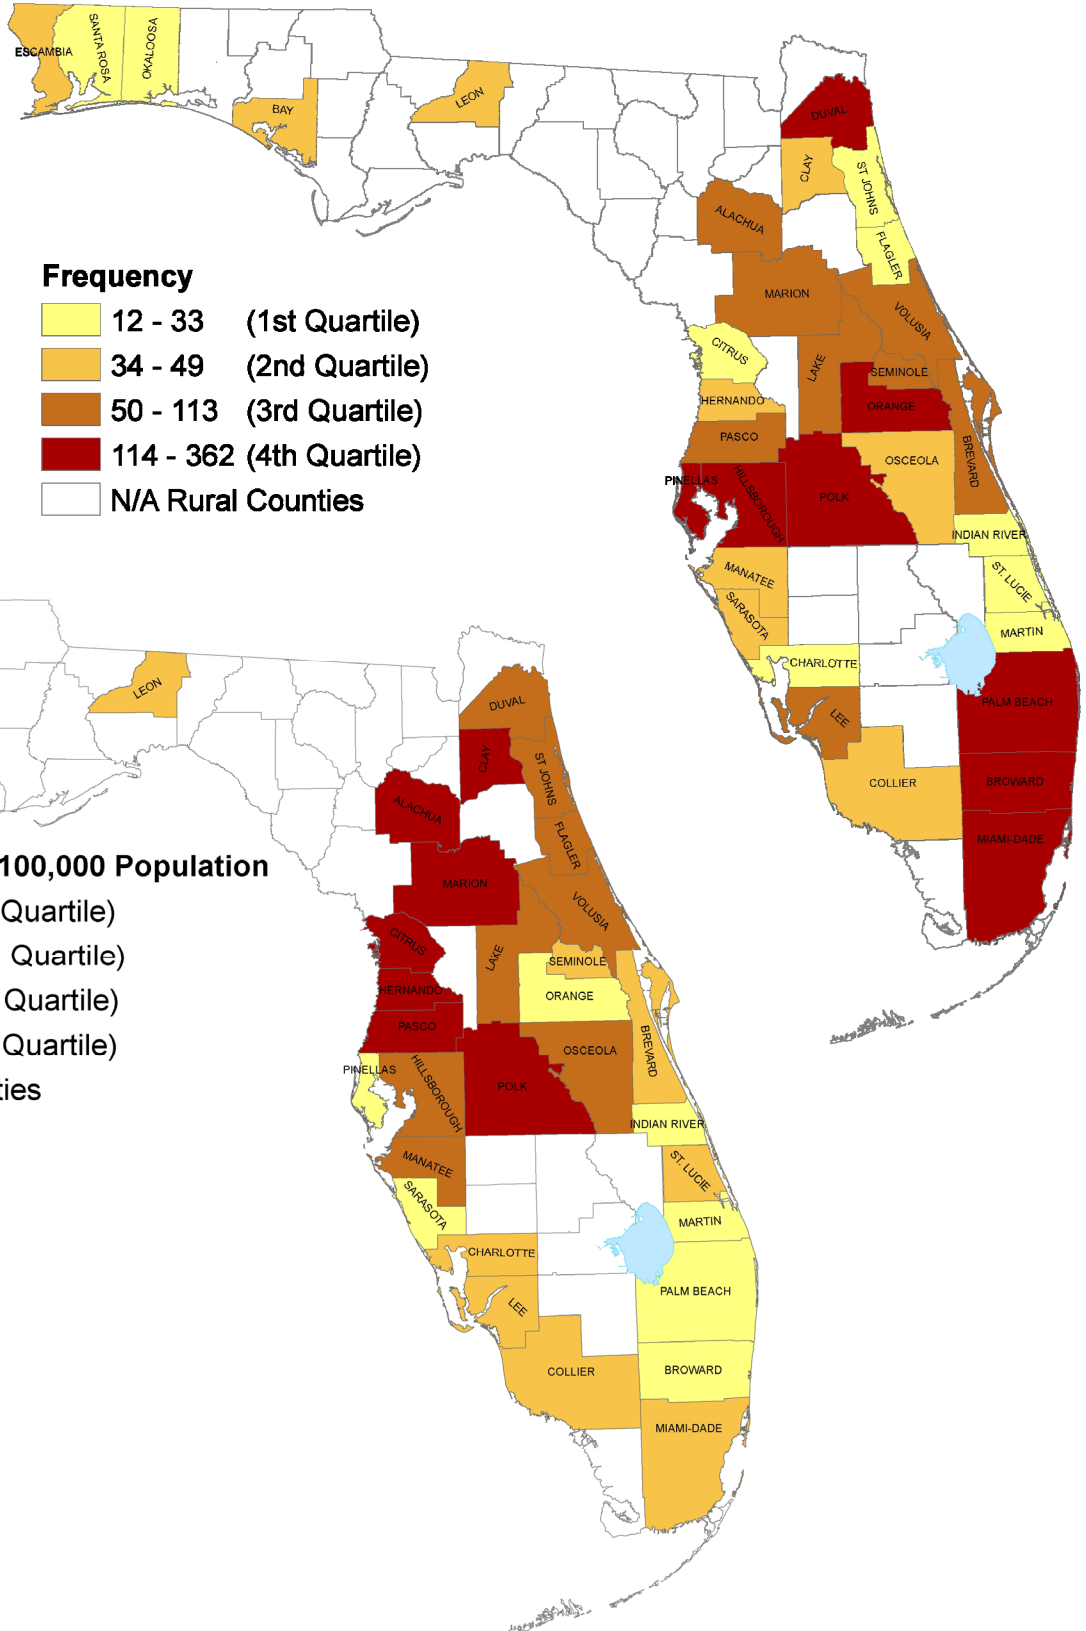 ESCAMBIA
SANTA ROSA
OKALOOSA
BAY
LEON
DUVAL
CLAY
ST JOHNS
ALACHUA
FLAGLER
MARION
VOLUSIA
CITRUS
LAKE
SEMINOLE
HERNANDO
ORANGE
PASCO
OSCEOLA
BREVARD
PINELLAS
HILLSBOROUGH
POLK
INDIAN RIVER
MANATEE
ST. LUCIE
SARASOTA
MARTIN
CHARLOTTE
PALM BEACH
LEE
COLLIER
BROWARD
MIAMI-DADE
Frequency
12 - 33 (1st Quartile)
34 - 49 (2nd Quartile)
50 - 113 (3rd Quartile)
114 - 362 (4th Quartile)
N/A Rural Counties
LEON
DUVAL
CLAY
ST JOHNS
ALACHUA
FLAGLER
MARION
VOLUSIA
CITRUS
LAKE
SEMINOLE
HERNANDO
ORANGE
PASCO
OSCEOLA
BREVARD
PINELLAS
HILLSBOROUGH
POLK
INDIAN RIVER
MANATEE
ST. LUCIE
SARASOTA
MARTIN
CHARLOTTE
PALM BEACH
LEE
COLLIER
BROWARD
MIAMI-DADE
100,000 Population
Quartile)
Quartile)
Quartile)
Quartile)
ties